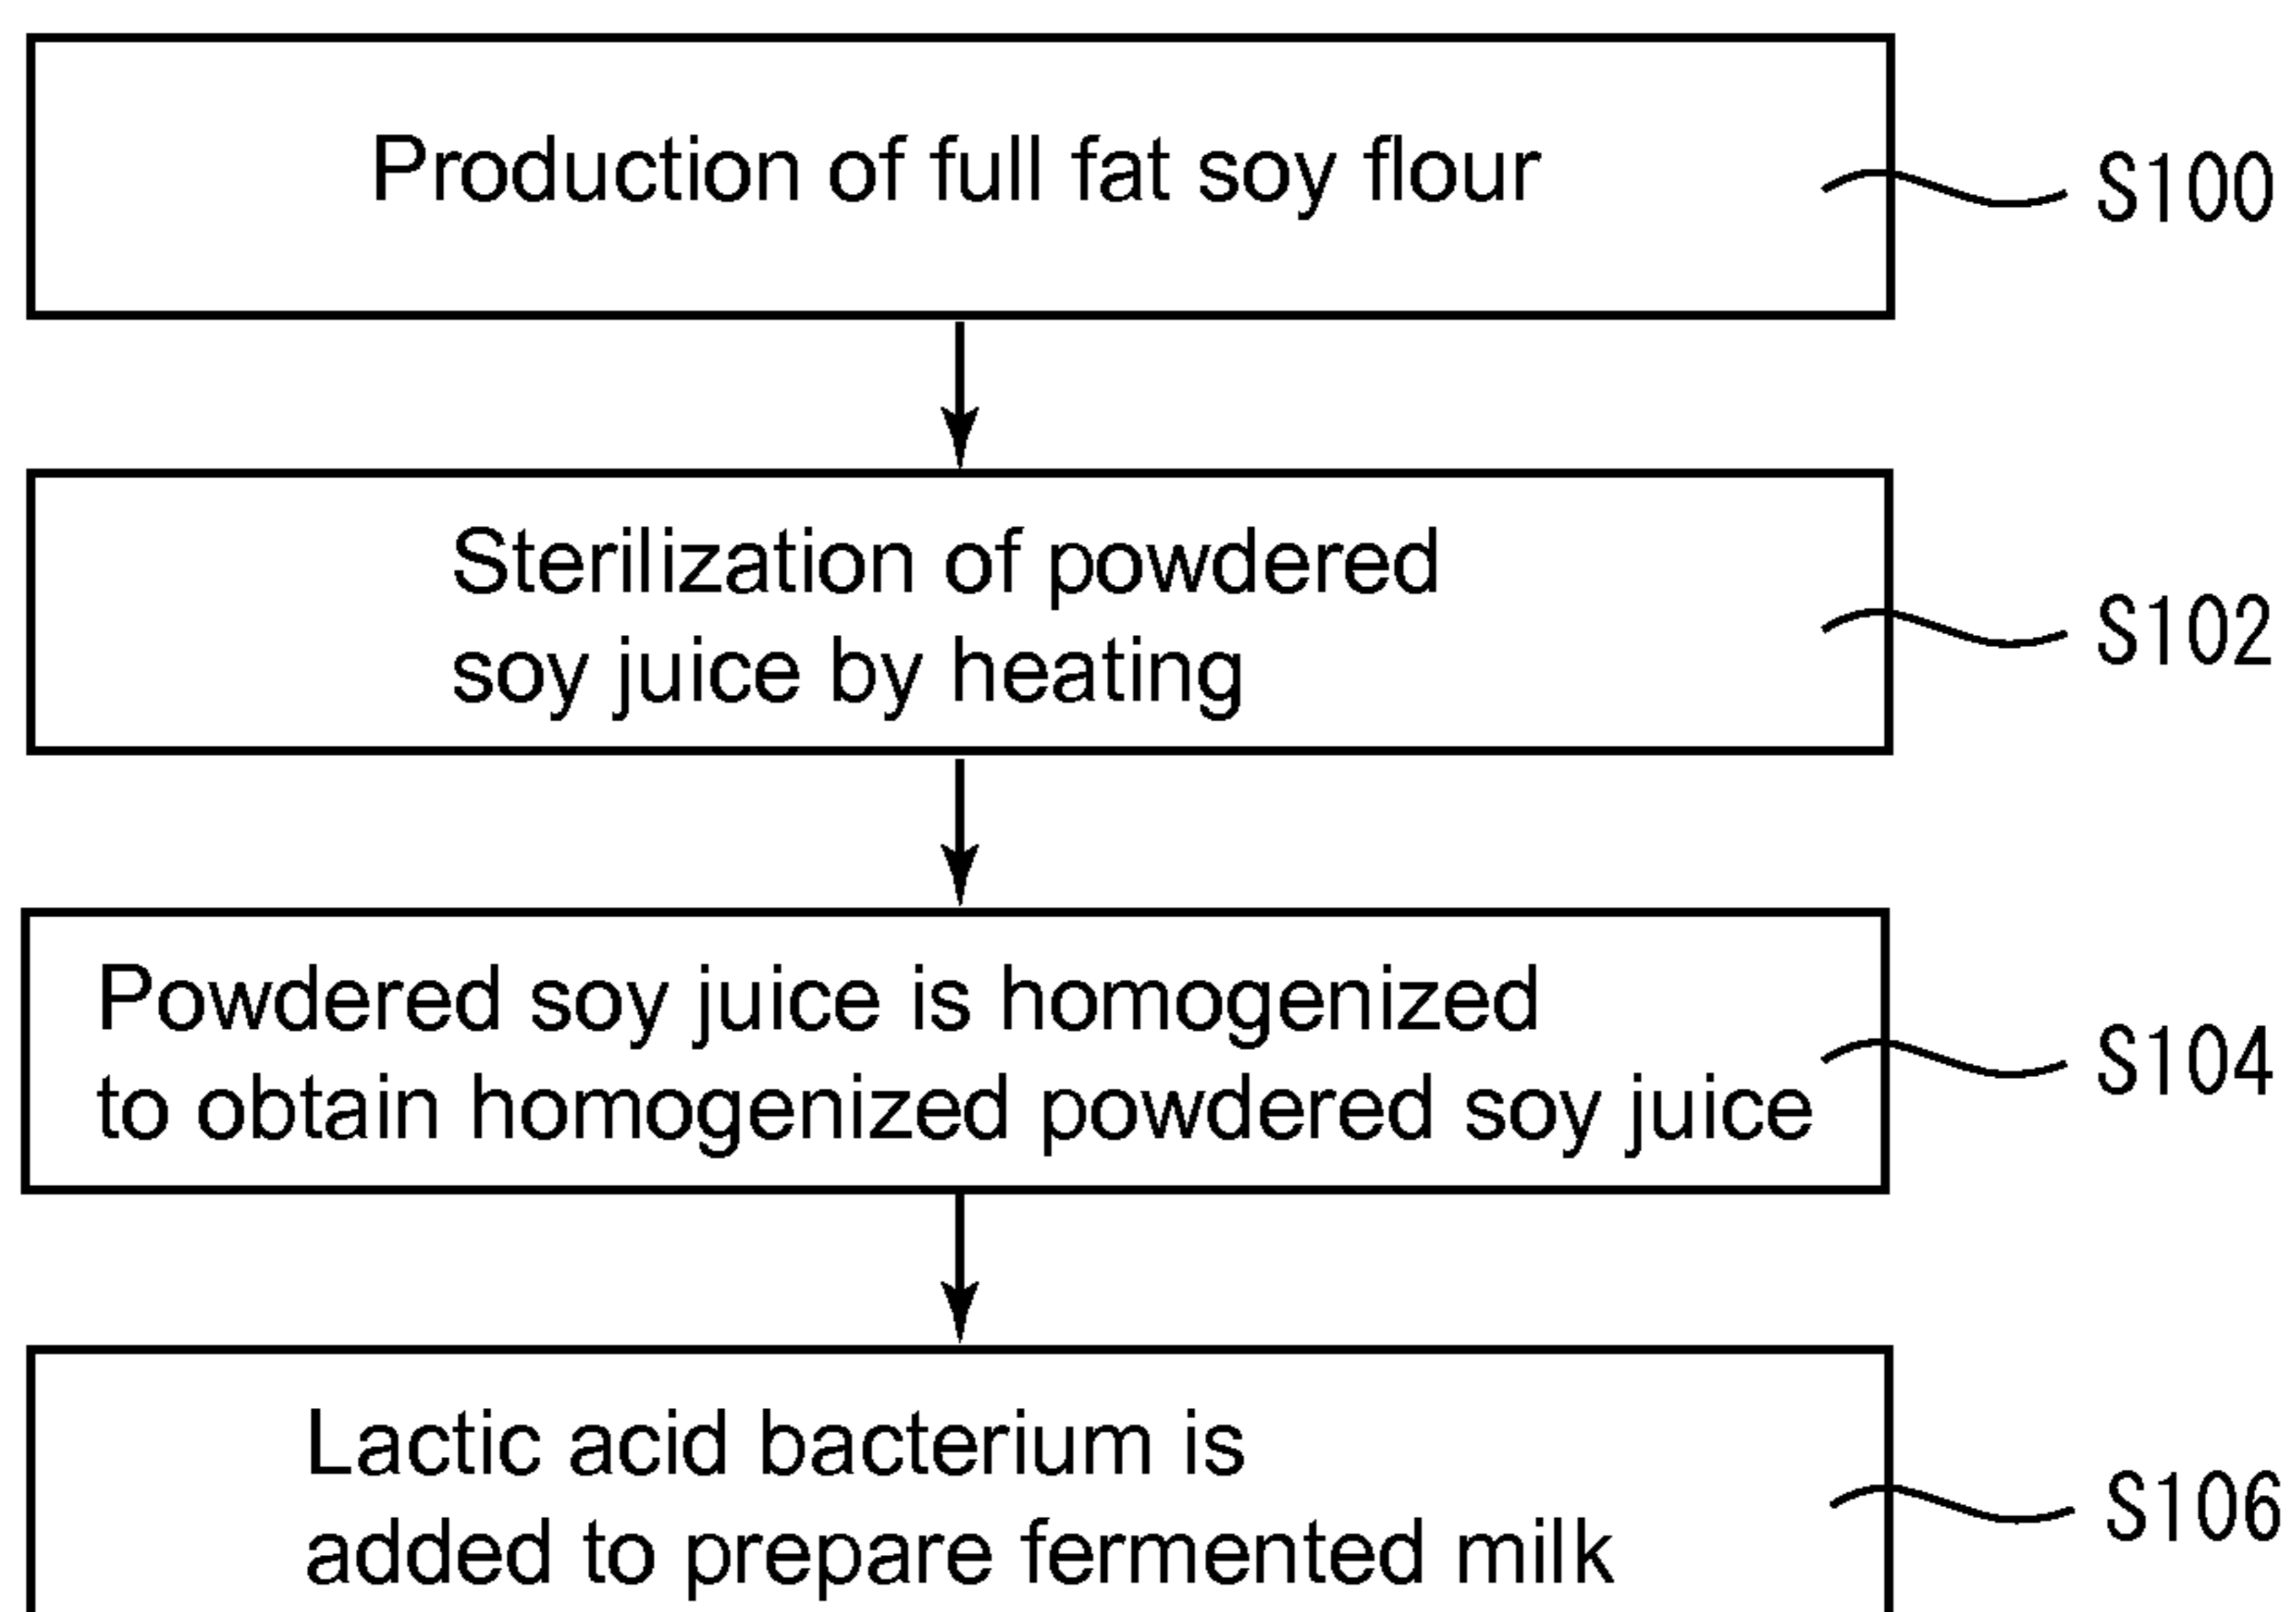 Production of full fat soy flour
S100
Sterilization of powdered
soy juice by heating
S102
Powdered soy juice is homogenized
to obtain homogenized powdered soy juice
S104
Lactic acid bacterium is
added to prepare fermented milk
S106